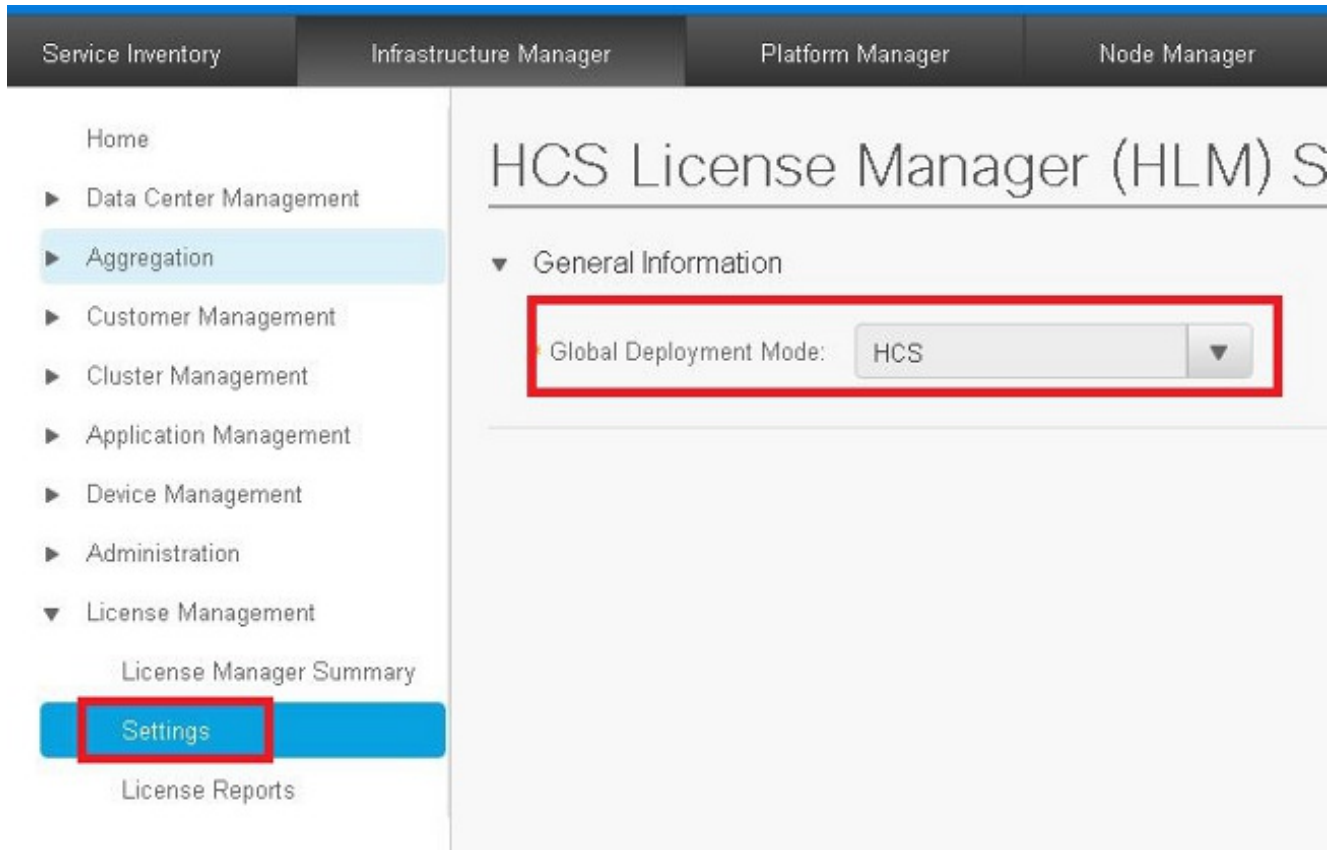 Service Inventory
Infrastructure Manager
Platform Manager
Node Manager
Home
Data Center Management
Aggregation
Customer Management
Cluster Management
Application Management
Device Management
Administration
License Management
License Manager Summary
Settings
License Reports
HCS License Manager (HLM) S
General Information
Global Deployment Mode: HCS